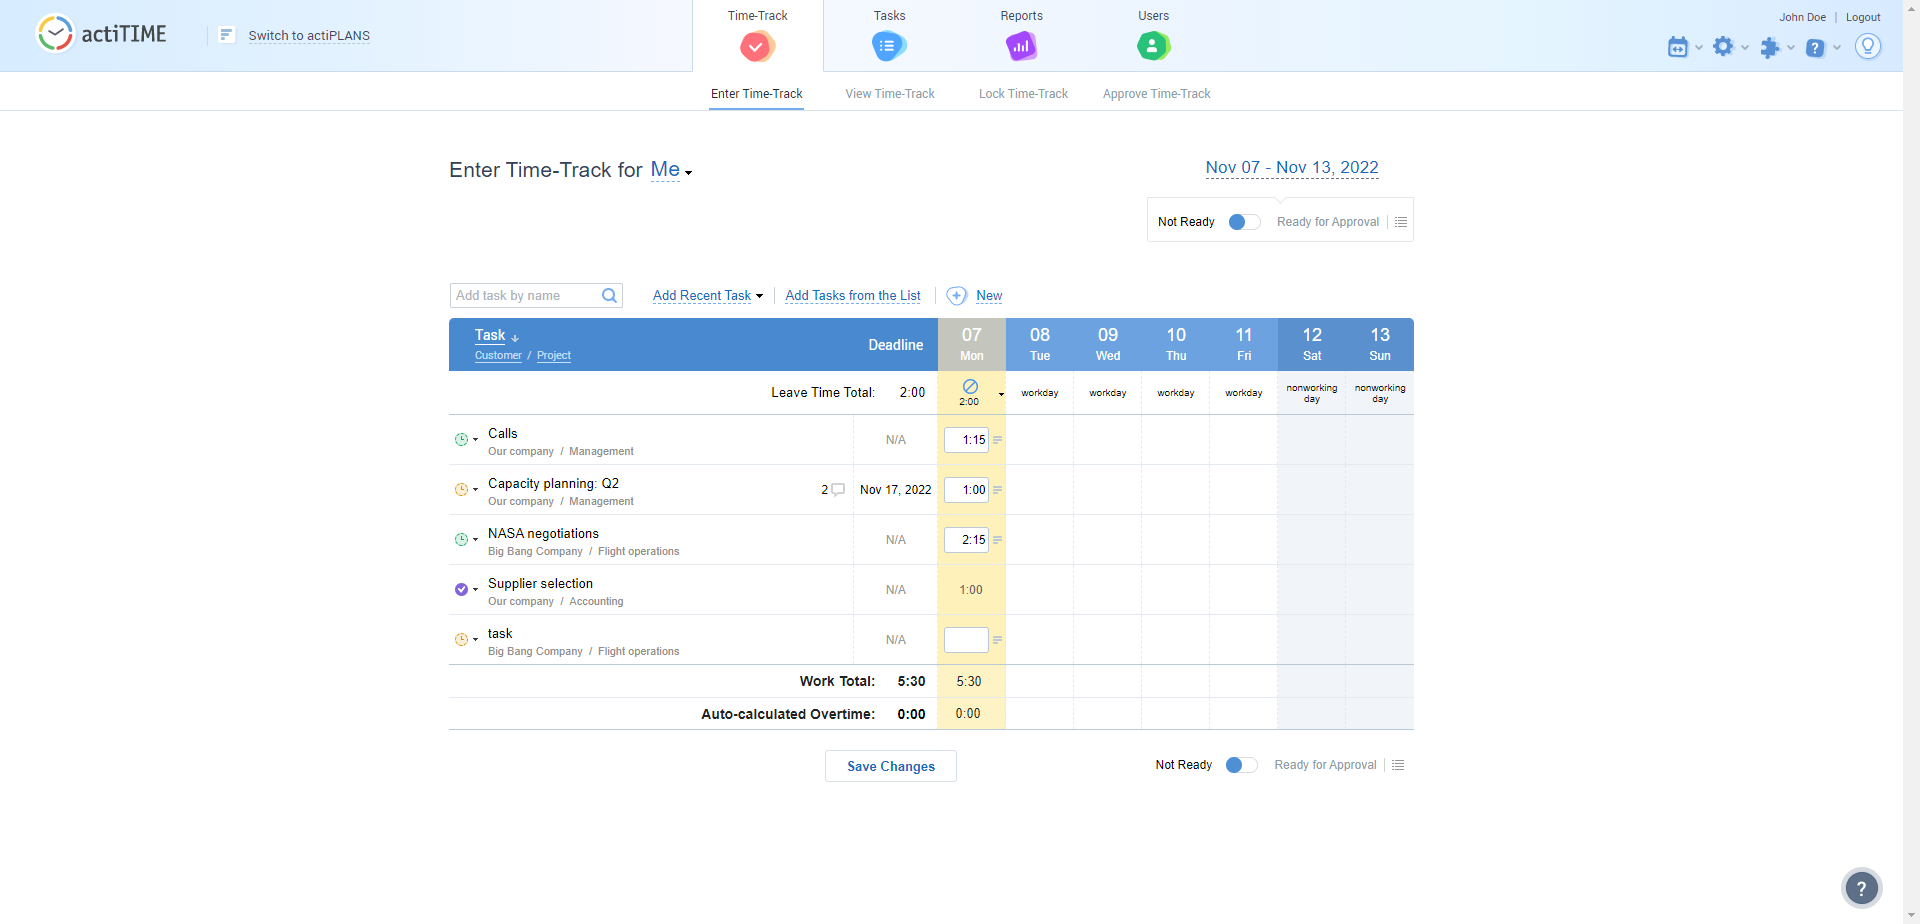 actiTIME
Switch to actiPLANS
Time-Track
Tasks
Reports
Users
John Doe | Logout
?
Enter Time-Track
View Time-Track
Lock Time-Track
Approve Time-Track
Enter Time-Track for Me
Nov 07 - Nov 13, 2022
Not Ready
Ready for Approval
Add task by name
Add Recent Task
Add Tasks from the List
New
Task ↓
Customer / Project
Deadline
07 Mon
08 Tue
09 Wed
10 Thu
11 Fri
12 Sat
13 Sun
Leave Time Total: 2:00
2:00
workday
workday
workday
workday
nonworking
day
nonworking
day
Calls
Our company / Management
N/A
1:15
Capacity planning: Q2
Our company / Management
2
Nov 17, 2022
1:00
NASA negotiations
Big Bang Company / Flight operations
N/A
2:15
Supplier selection
Our company / Accounting
N/A
1:00
task
Big Bang Company / Flight operations
N/A
Work Total: 5:30
5:30
Auto-calculated Overtime: 0:00
0:00
Save Changes
Not Ready
Ready for Approval
?